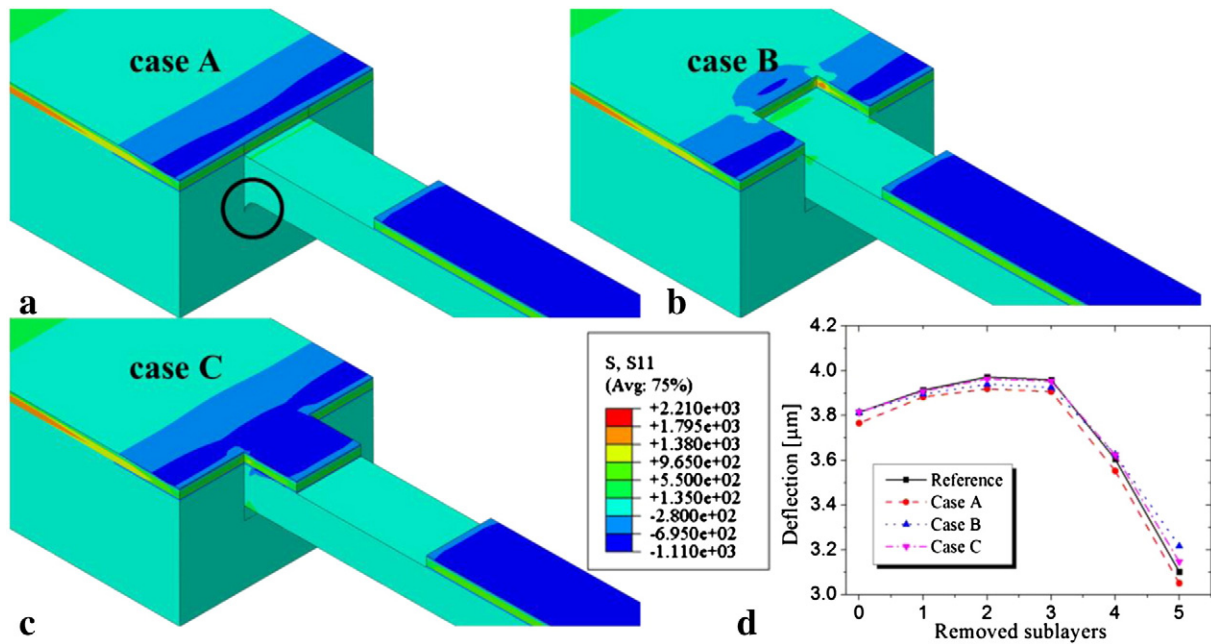 case A
a
case B
b
case C
c
S, S11
(Avg: 75%)
+2.210e+03
+1.795e+03
+1.380e+03
+9.650e+02
+5.500e+02
+1.350e+02
-2.800e+02
-6.950e+02
-1.110e+03
Deflection [µm]
4.2
4.0
3.8
3.6
3.4
3.2
3.0
Reference
Case A
Case B
Case C
0 1 2 3 4 5
Removed sublayers
d